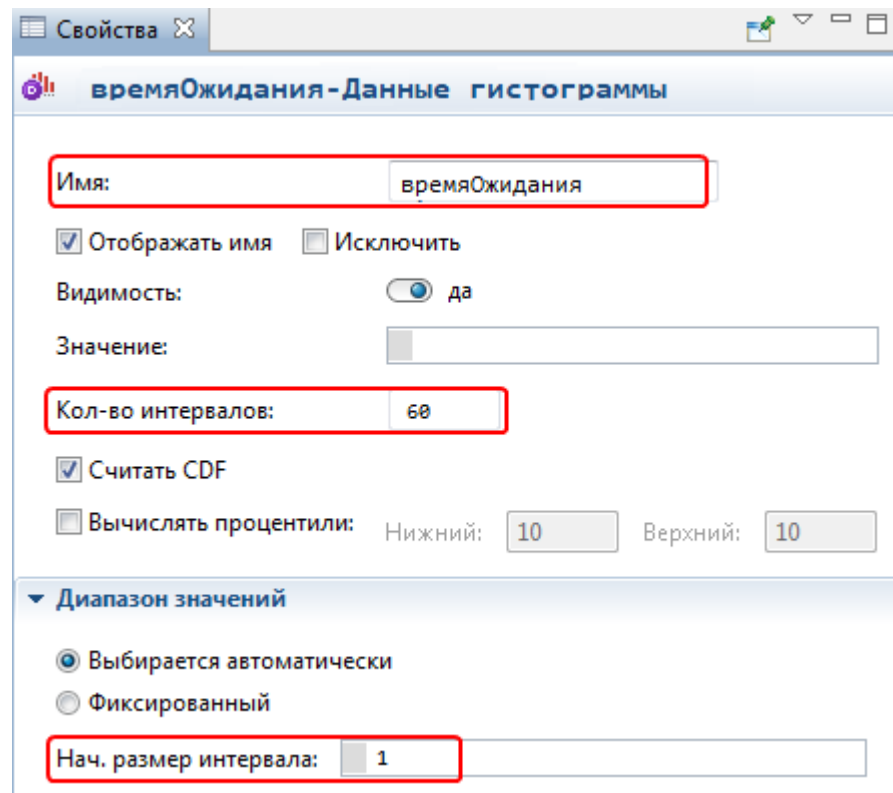 Свойства
времяОжидания-Данные гистограммы
Имя: времяОжидания
Отображать имя Исключить
Видимость: да
Значение:
Кол-во интервалов: 60
Считать CDF
Вычислять процентили: Нижний: 10 Верхний: 10
Диапазон значений
Выбирается автоматически
Фиксированный
Нач. размер интервала: 1